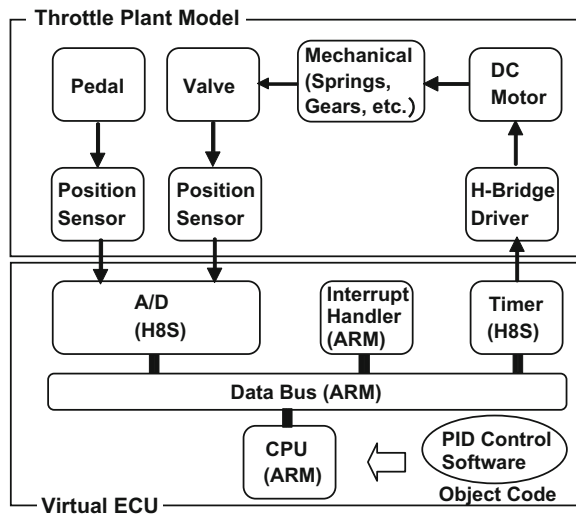 Throttle Plant Model
Pedal
Valve
Mechanical
(Springs,
Gears, etc.)
DC
Motor
Position
Sensor
Position
Sensor
H-Bridge
Driver
A/D
(H8S)
Interrupt
Handler
(ARM)
Timer
(H8S)
Data Bus (ARM)
CPU
(ARM)
PID Control
Software
Object Code
Virtual ECU